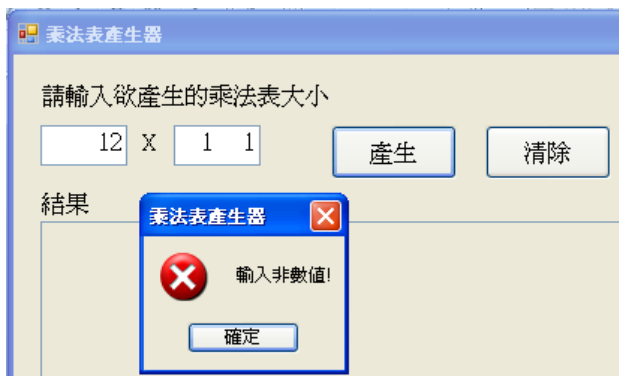 乘法表產生器
請輸入欲產生的乘法表大小
12 X 1 1 產生 清除
結果
乘法表產生器
輸入非數值!
確定